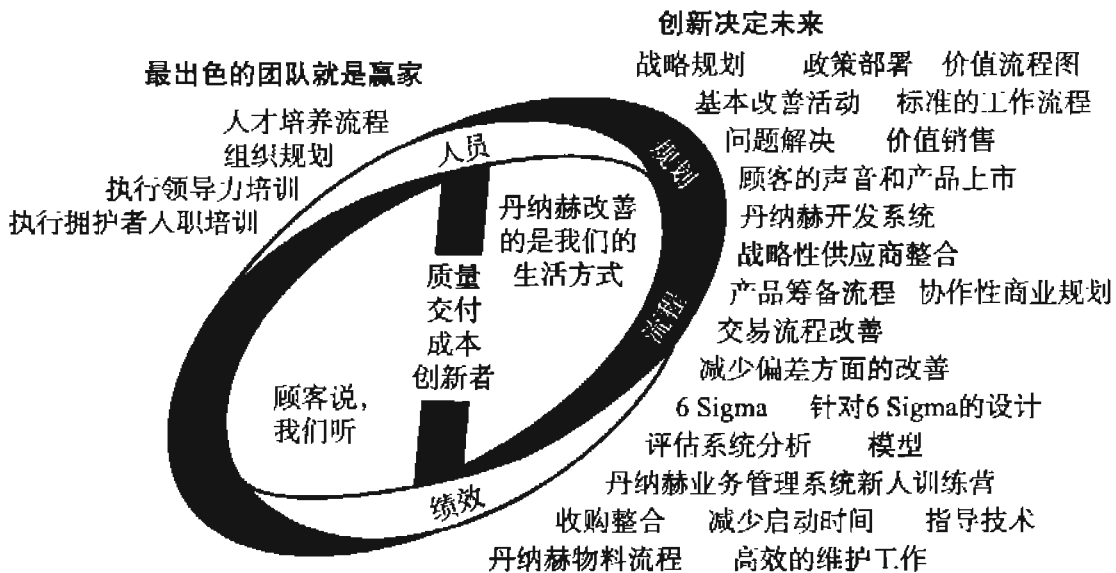 创新决定未来
最出色的团队就是赢家
战略规划 政策部署 价值流程图
基本改善活动 标准的工作流程
人才培养流程
问题解决 价值销售
组织规划
顾客的声音和产品上市
执行领导力培训
丹纳赫开发系统
执行拥护者人职培训
战略性供应商整合
产品筹备流程 协作性商业规划
交易流程改善
减少偏差方面的改善
6 Sigma 针对6 Sigma的设计
评估系统分析 模型
丹纳赫业务管理系统新人训练营
收购整合 减少启动时间 指导技术
丹纳赫物料流程 高效的维护工作
人员
规划
流程
绩效
丹纳赫改善
的是我们的
生活方式
质量
交付
成本
创新者
顾客说，
我们听